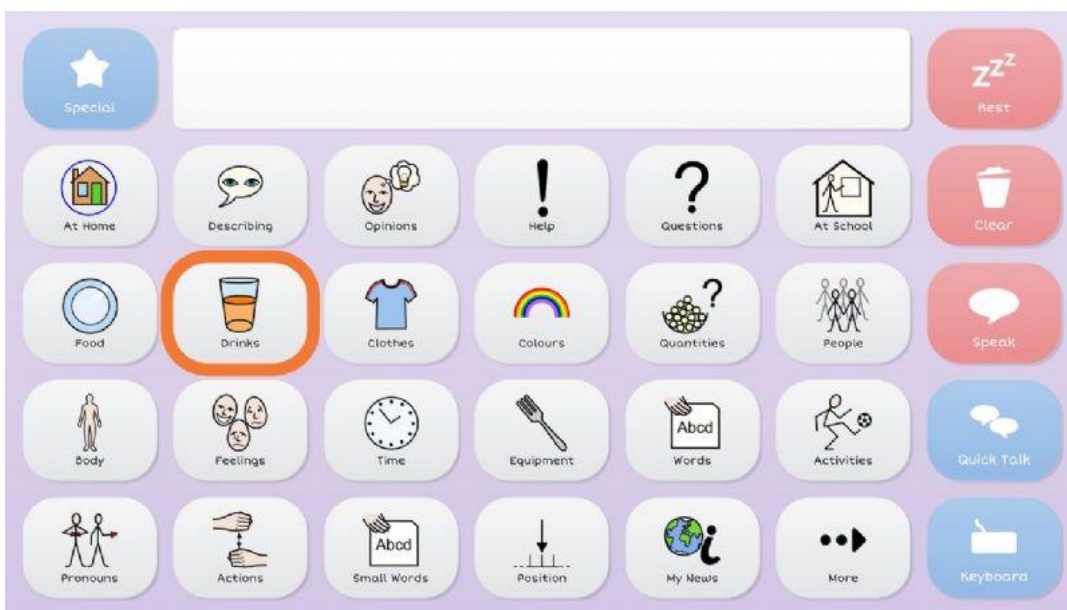 Special
zzz
Rest
At Home
Describing
Opinions
!
Help
?
Questions
At School
Clear
Food
Drinks
Clothes
Colours
?
Quantities
People
Speak
Body
Feelings
Time
Equipment
Abcd
Words
Activities
Quick Talk
Pronouns
Actions
Abcd
Small Words
Position
i
My News
More
Keyboard